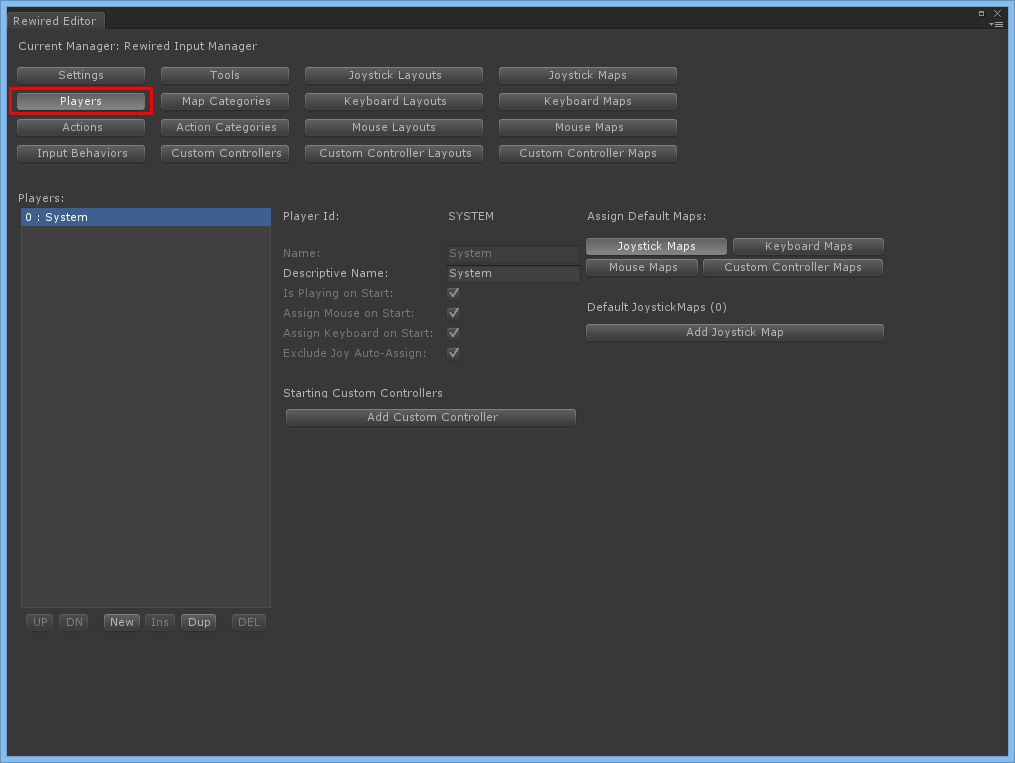 Rewired Editor
Current Manager: Rewired Input Manager
Settings Tools Joystick Layouts Joystick Maps
Players Map Categories Keyboard Layouts Keyboard Maps
Actions Action Categories Mouse Layouts Mouse Maps
Input Behaviors Custom Controllers Custom Controller Layouts Custom Controller Maps
Players:
0 : System
Player Id: SYSTEM
Name: System
Descriptive Name: System
Is Playing on Start:
Assign Mouse on Start:
Assign Keyboard on Start:
Exclude Joy Auto-Assign:
Starting Custom Controllers
Add Custom Controller
Assign Default Maps:
Joystick Maps Keyboard Maps
Mouse Maps Custom Controller Maps
Default JoystickMaps (0)
Add Joystick Map
UP DN New Ins Dup DEL